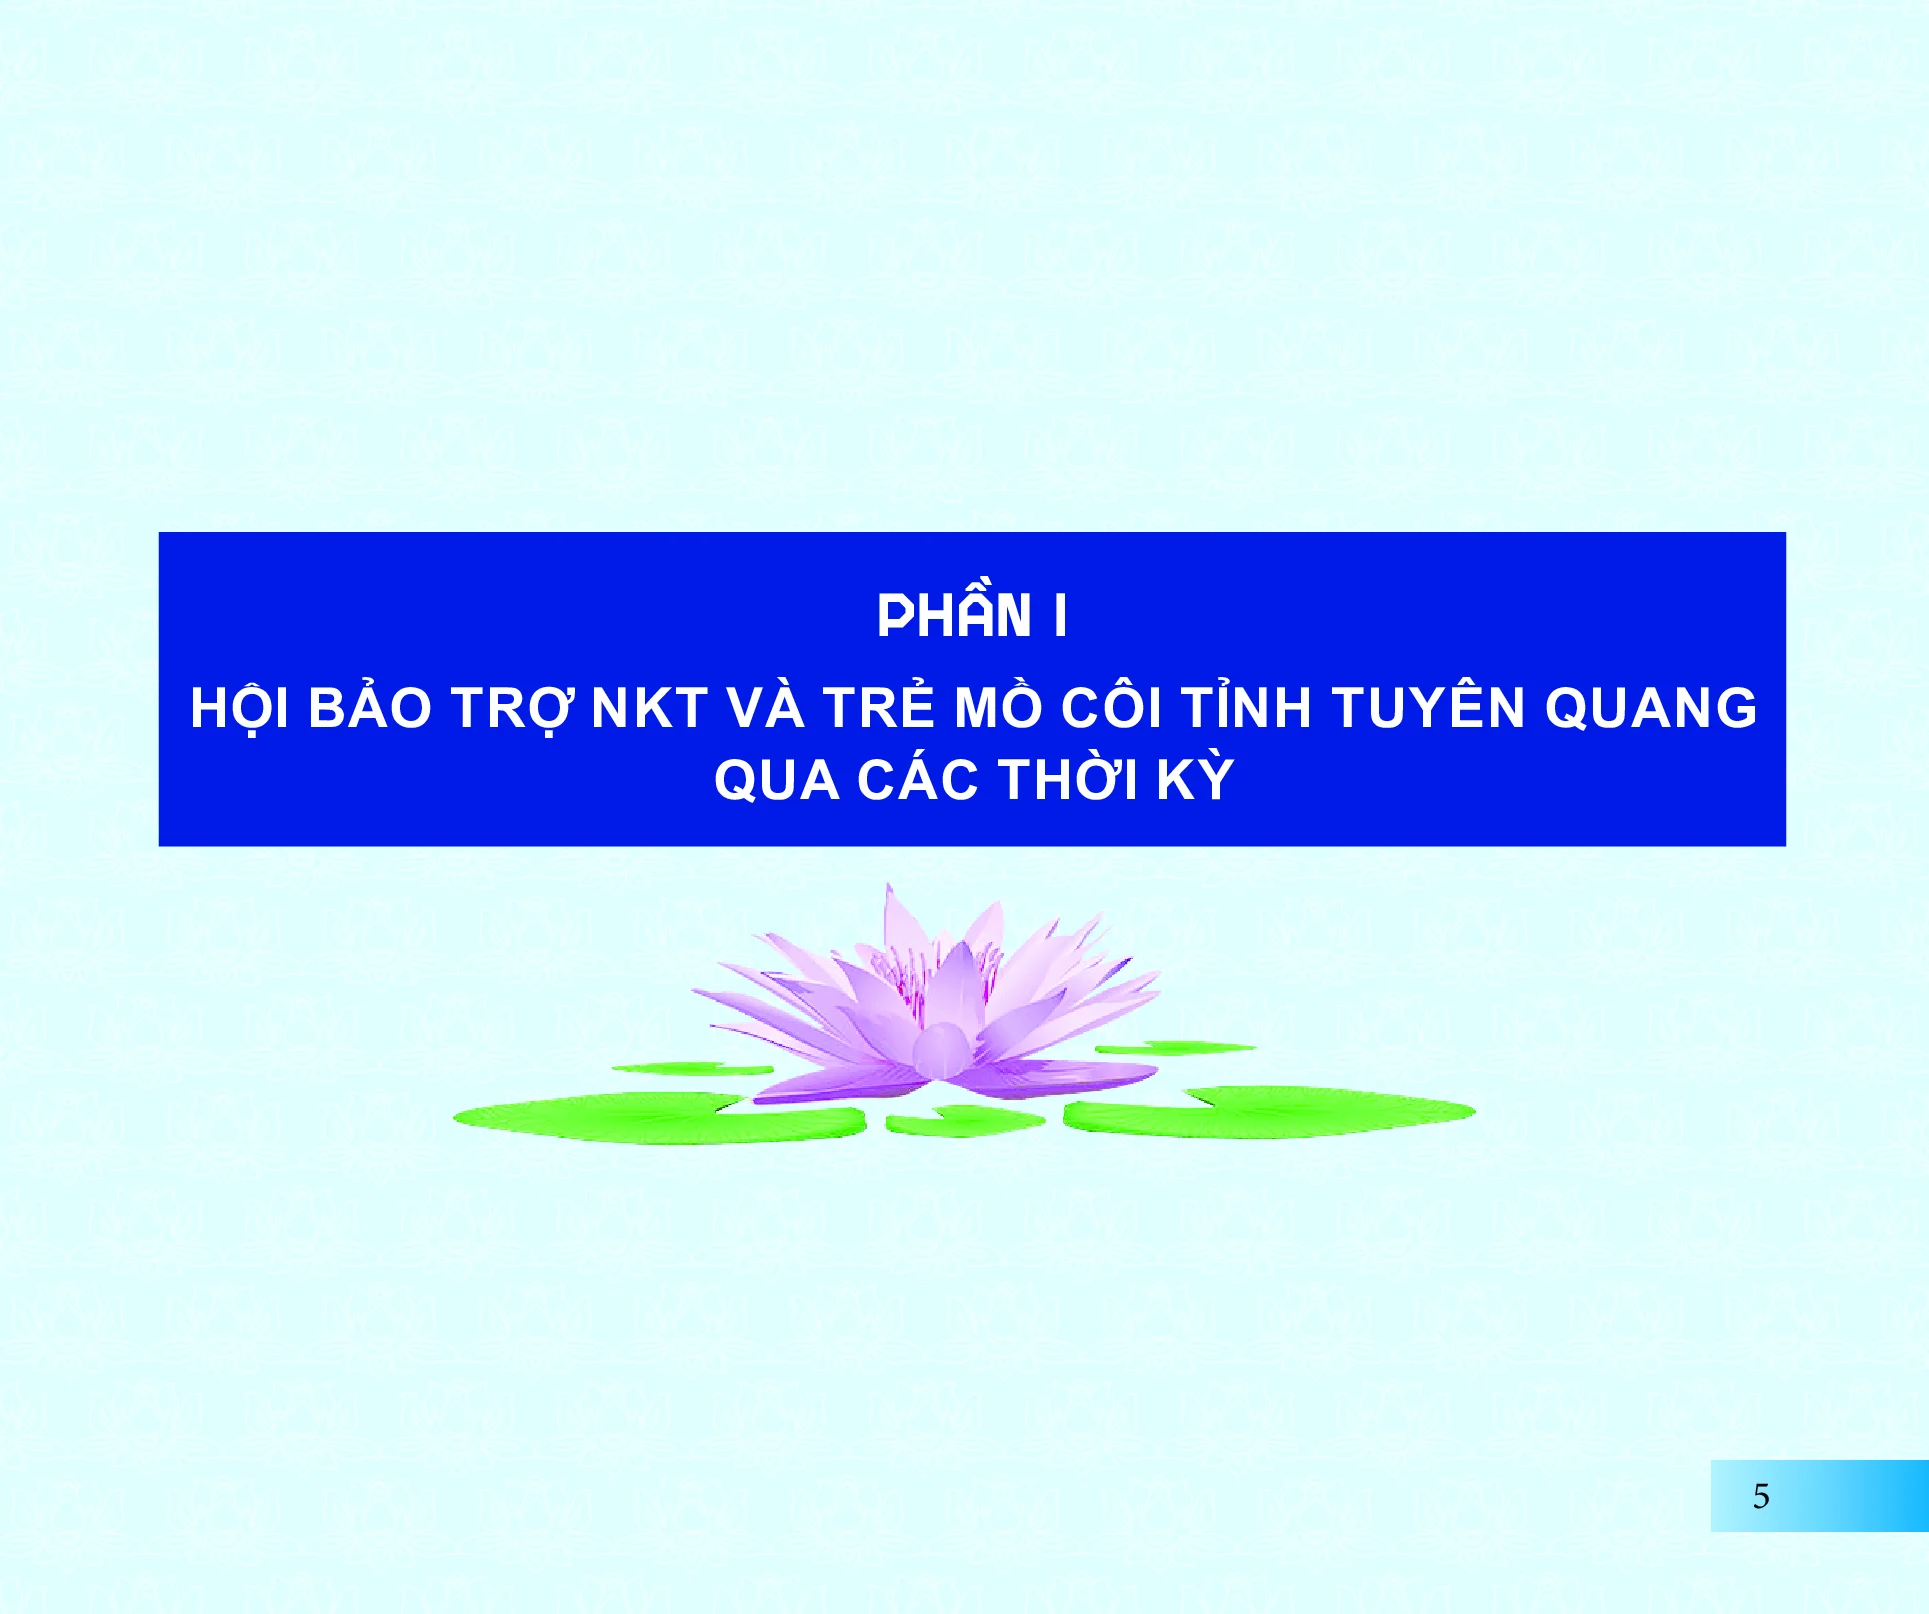 PHẦN I
HỘI BẢO TRỢ NKT VÀ TRẺ MỒ CÔI TỈNH TUYÊN QUANG
QUA CÁC THỜI KỲ
5